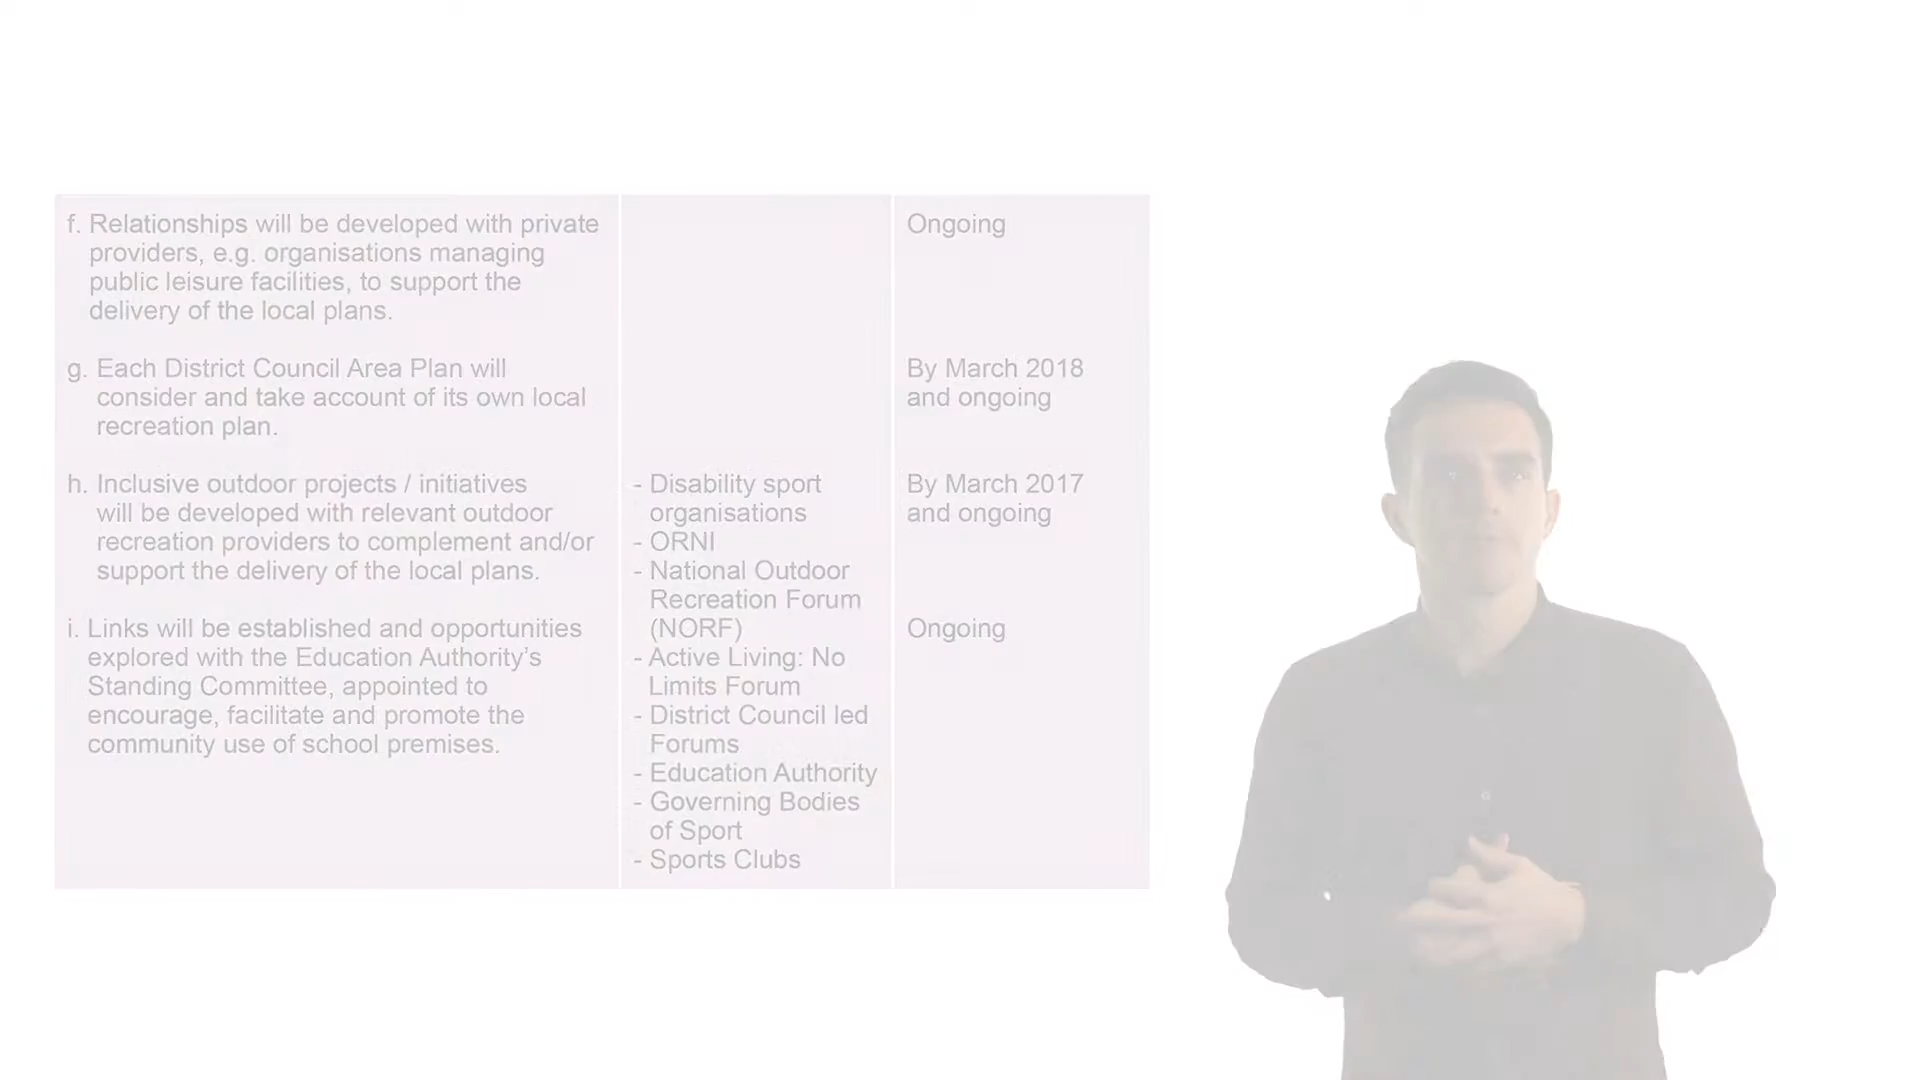 f. Relationships will be developed with private
providers, e.g. organisations managing
public leisure facilities, to support the
delivery of the local plans.
Ongoing
g. Each District Council Area Plan will
consider and take account of its own local
recreation plan.
By March 2018
and ongoing
h. Inclusive outdoor projects / initiatives
will be developed with relevant outdoor
recreation providers to complement and/or
support the delivery of the local plans.
i. Links will be established and opportunities
explored with the Education Authority’s
Standing Committee, appointed to
encourage, facilitate and promote the
community use of school premises.
- Disability sport
organisations
- ORNI
- National Outdoor
Recreation Forum
(NORF)
- Active Living: No
Limits Forum
- District Council led
Forums
- Education Authority
- Governing Bodies
of Sport
- Sports Clubs
By March 2017
and ongoing
Ongoing